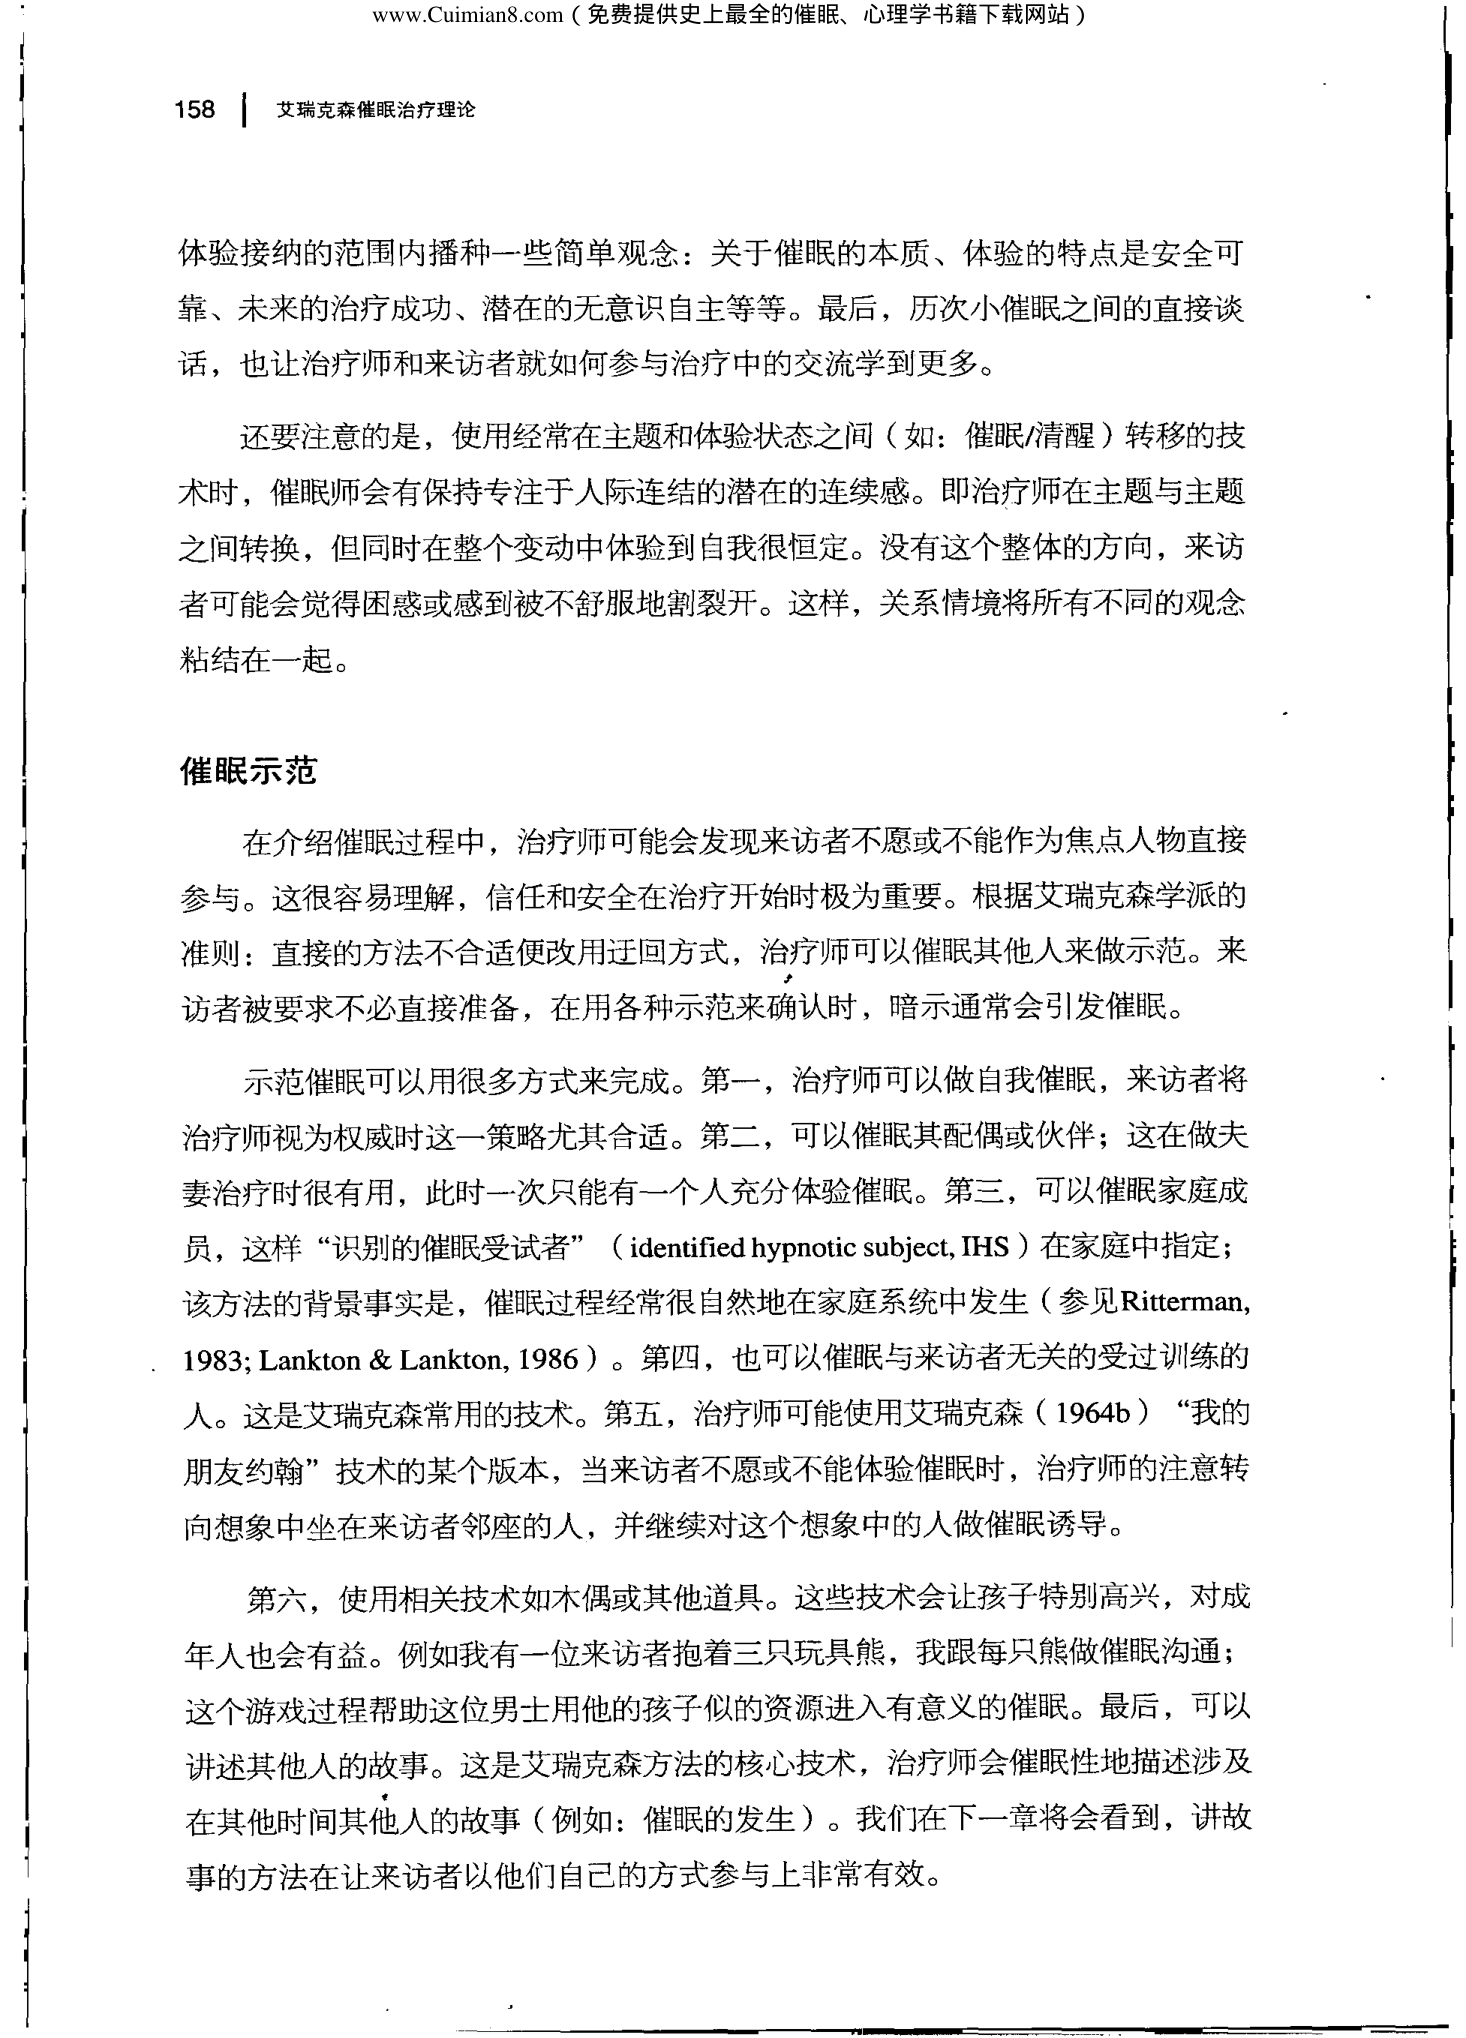 www.Cuimian8.com（免费提供史上最全的催眠、心理学书籍下载网站）
158 | 艾瑞克森催眠治疗理论
体验接纳的范围内播种一些简单观念：关于催眠的本质、体验的特点是安全可
靠、未来的治疗成功、潜在的无意识自主等等。最后，历次小催眠之间的直接谈
话，也让治疗师和来访者就如何参与治疗中的交流学到更多。
还要注意的是，使用经常在主题和体验状态之间（如：催眠/清醒）转移的技
术时，催眠师会有保持专注于人际连结的潜在的连续感。即治疗师在主题与主题
之间转换，但同时在整个变动中体验到自我很恒定。没有这个整体的方向，来访
者可能会觉得困惑或感到被不舒服地割裂开。这样，关系情境将所有不同的观念
粘结在一起。
催眠示范
在介绍催眠过程中，治疗师可能会发现来访者不愿或不能作为焦点人物直接
参与。这很容易理解，信任和安全在治疗开始时极为重要。根据艾瑞克森学派的
准则：直接的方法不合适便改用迂回方式，治疗师可以催眠其他人来做示范。来
访者被要求不必直接准备，在用各种示范来确认时，暗示通常会引发催眠。
示范催眠可以用很多方式来完成。第一，治疗师可以做自我催眠，来访者将
治疗师视为权威时这一策略尤其合适。第二，可以催眠其配偶或伙伴；这在做夫
妻治疗时很有用，此时一次只能有一个人充分体验催眠。第三，可以催眠家庭成
员，这样“识别的催眠受试者”（identified hypnotic subject, IHS）在家庭中指定；
该方法的背景事实是，催眠过程经常很自然地在家庭系统中发生（参见Ritterman,
1983; Lankton & Lankton, 1986）。第四，也可以催眠与来访者无关的受过训练的
人。这是艾瑞克森常用的技术。第五，治疗师可能使用艾瑞克森（1964b）“我的
朋友约翰”技术的某个版本，当来访者不愿或不能体验催眠时，治疗师的注意转
向想象中坐在来访者邻座的人，并继续对这个想象中的人做催眠诱导。
第六，使用相关技术如木偶或其他道具。这些技术会让孩子特别高兴，对成
年人也会有益。例如我有一位来访者抱着三只玩具熊，我跟每只熊做催眠沟通；
这个游戏过程帮助这位男士用他的孩子似的资源进入有意义的催眠。最后，可以
讲述其他人的故事。这是艾瑞克森方法的核心技术，治疗师会催眠性地描述涉及
在其他时间其他人的故事（例如：催眠的发生）。我们在下一章将会看到，讲故
事的方法在让来访者以他们自己的方式参与上非常有效。